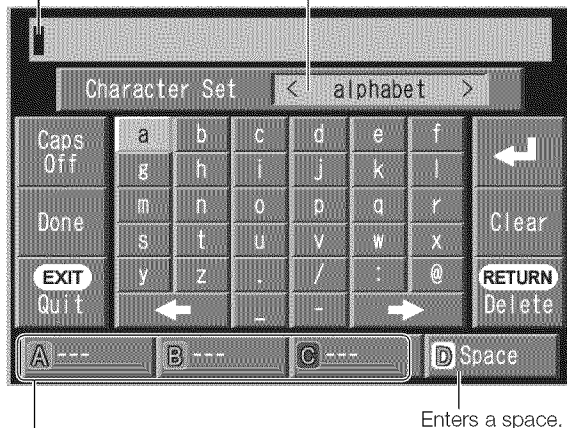 Character Set < alphabet >
Caps Off a b c d e f
g h i j k l
Done m n o p q r Clear
s t u v w x
EXIT Quit y z . / : @ RETURN Delete
_ -
A --- B --- C --- D Space
Enters a space.